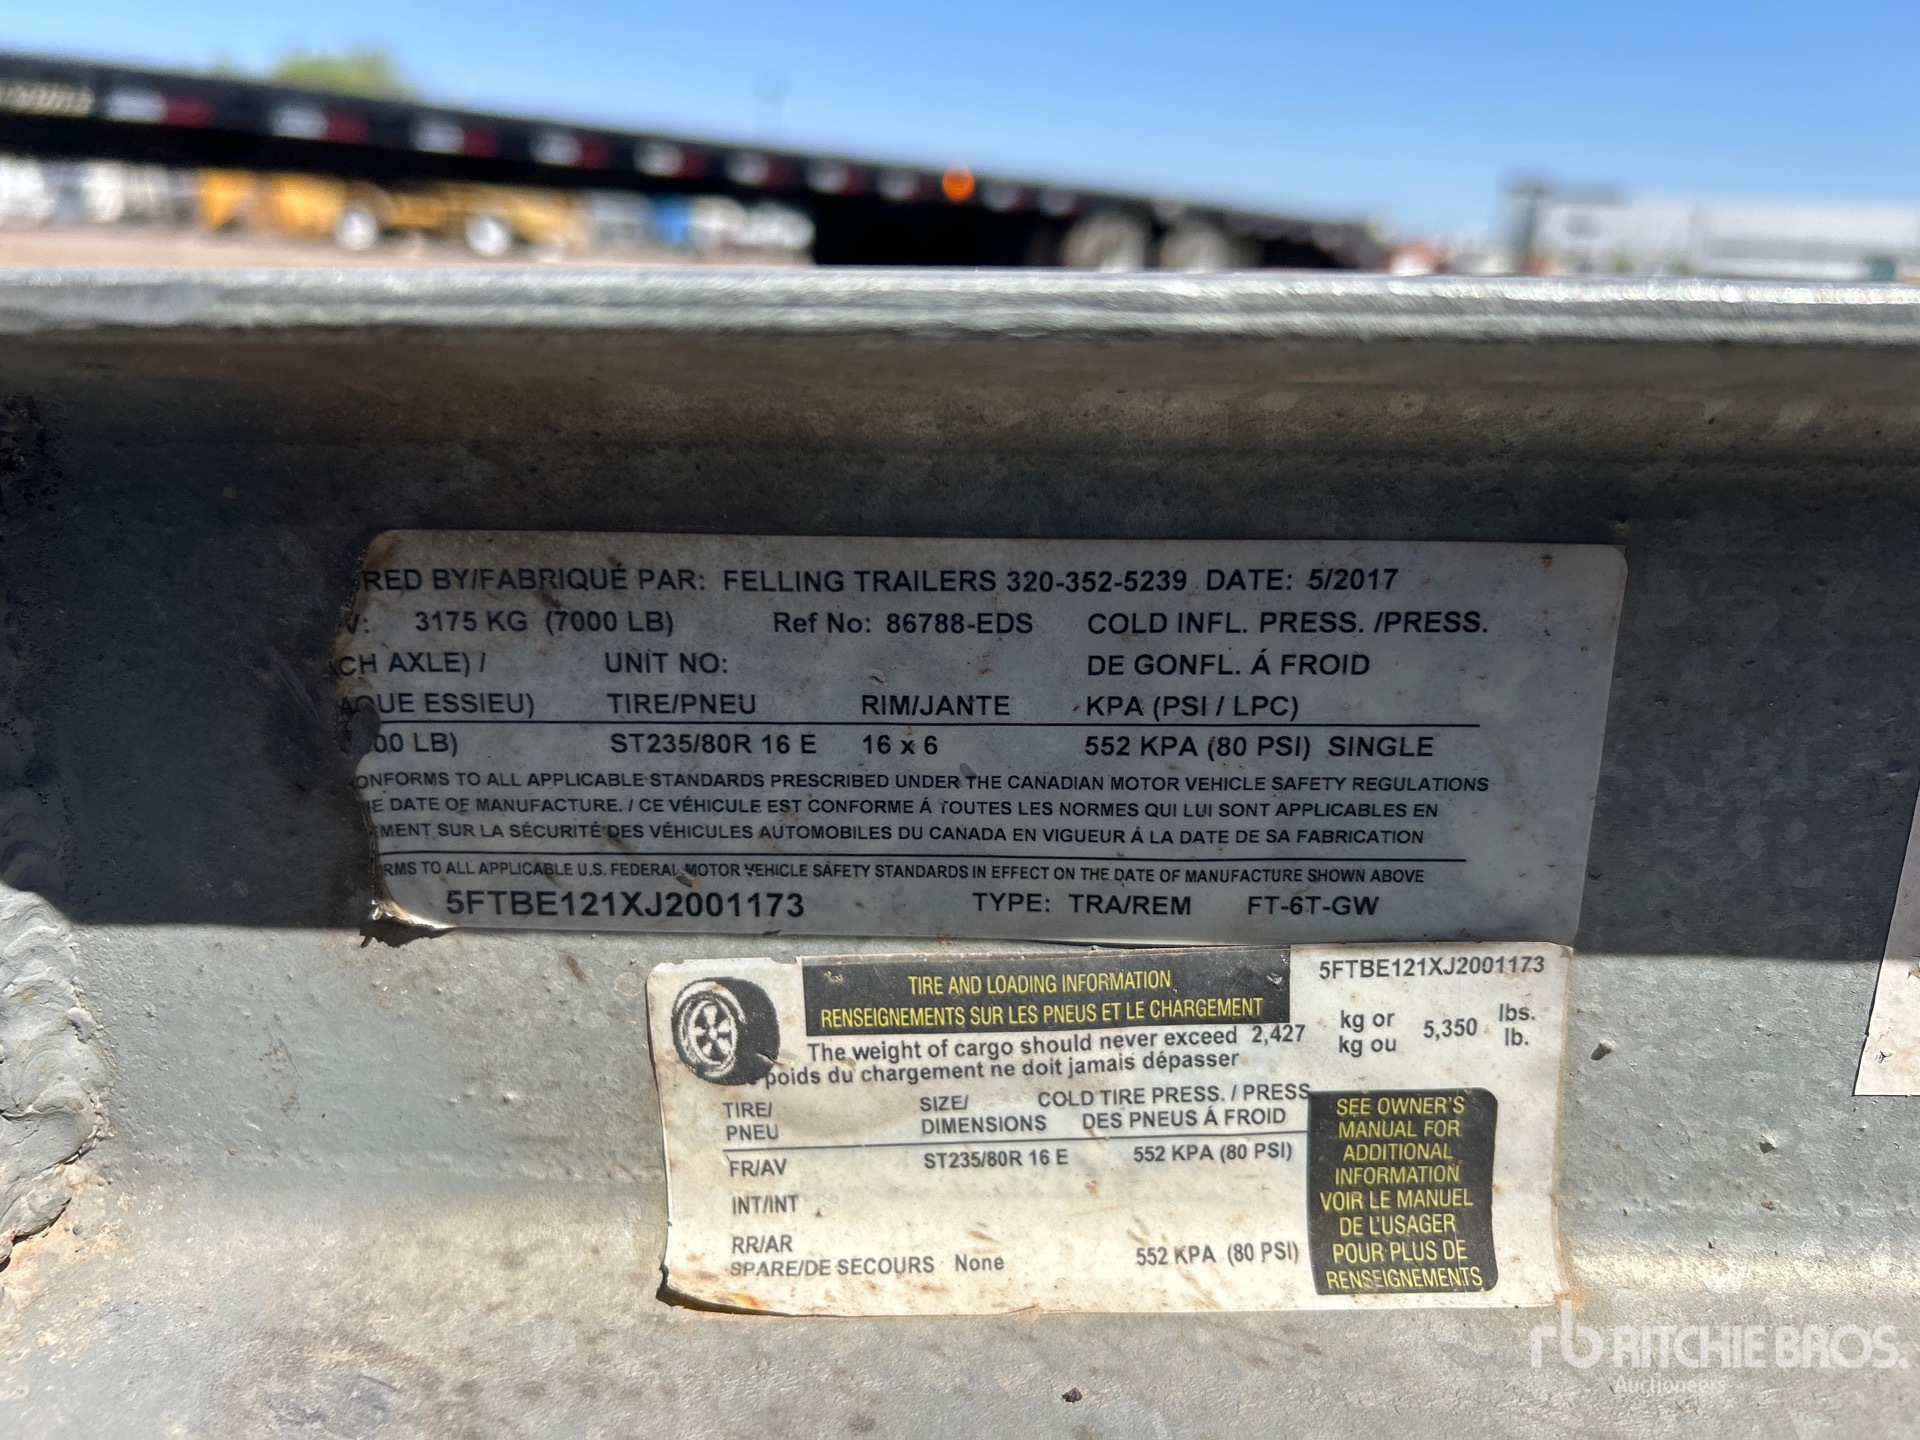 RED BY/FABRIQUÉ PAR: FELLING TRAILERS 320-352-5239 DATE: 5/2017
V: 3175 KG (7000 LB) Ref No: 86788-EDS COLD INFL. PRESS. /PRESS.
CH AXLE) / UNIT NO: DE GONFL. Á FROID
AQUE ESSIEU) TIRE/PNEU RIM/JANTE KPA (PSI / LPC)
00 LB) ST235/80R 16 E 16 x 6 552 KPA (80 PSI) SINGLE
ONFORMS TO ALL APPLICABLE STANDARDS PRESCRIBED UNDER THE CANADIAN MOTOR VEHICLE SAFETY REGULATIONS
E DATE OF MANUFACTURE. / CE VÉHICULE EST CONFORME Á TOUTES LES NORMES QUI LUI SONT APPLICABLES EN
EMENT SUR LA SÉCURITÉ DES VÉHICULES AUTOMOBILES DU CANADA EN VIGUEUR Á LA DATE DE SA FABRICATION
RMS TO ALL APPLICABLE U.S. FEDERAL MOTOR VEHICLE SAFETY STANDARDS IN EFFECT ON THE DATE OF MANUFACTURE SHOWN ABOVE
5FTBE121XJ2001173 TYPE: TRA/REM FT-6T-GW
TIRE AND LOADING INFORMATION
RENSEIGNEMENTS SUR LES PNEUS ET LE CHARGEMENT
5FTBE121XJ2001173
The weight of cargo should never exceed 2,427 kg or 5,350 lbs.
poids du chargement ne doit jamais dépasser kg ou lb.
TIRE/ SIZE/ COLD TIRE PRESS. / PRESS
PNEU DIMENSIONS DES PNEUS Á FROID
FR/AV ST235/80R 16 E 552 KPA (80 PSI)
INT/INT
RR/AR
SPARE/DE SECOURS None 552 KPA (80 PSI)
SEE OWNER'S
MANUAL FOR
ADDITIONAL
INFORMATION
VOIR LE MANUEL
DE L'USAGER
POUR PLUS DE
RENSEIGNEMENTS
rb RITCHIE BROS.
Auctioneers